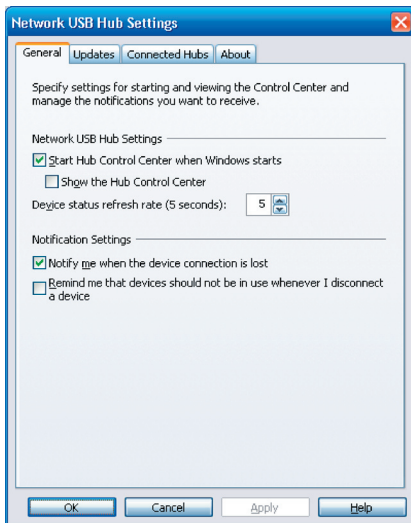 Network USB Hub Settings
General Updates Connected Hubs About
Specify settings for starting and viewing the Control Center and
manage the notifications you want to receive.
Network USB Hub Settings
Start Hub Control Center when Windows starts
Show the Hub Control Center
Device status refresh rate (5 seconds): 5
Notification Settings
Notify me when the device connection is lost
Remind me that devices should not be in use whenever I disconnect
a device
OK Cancel Apply Help